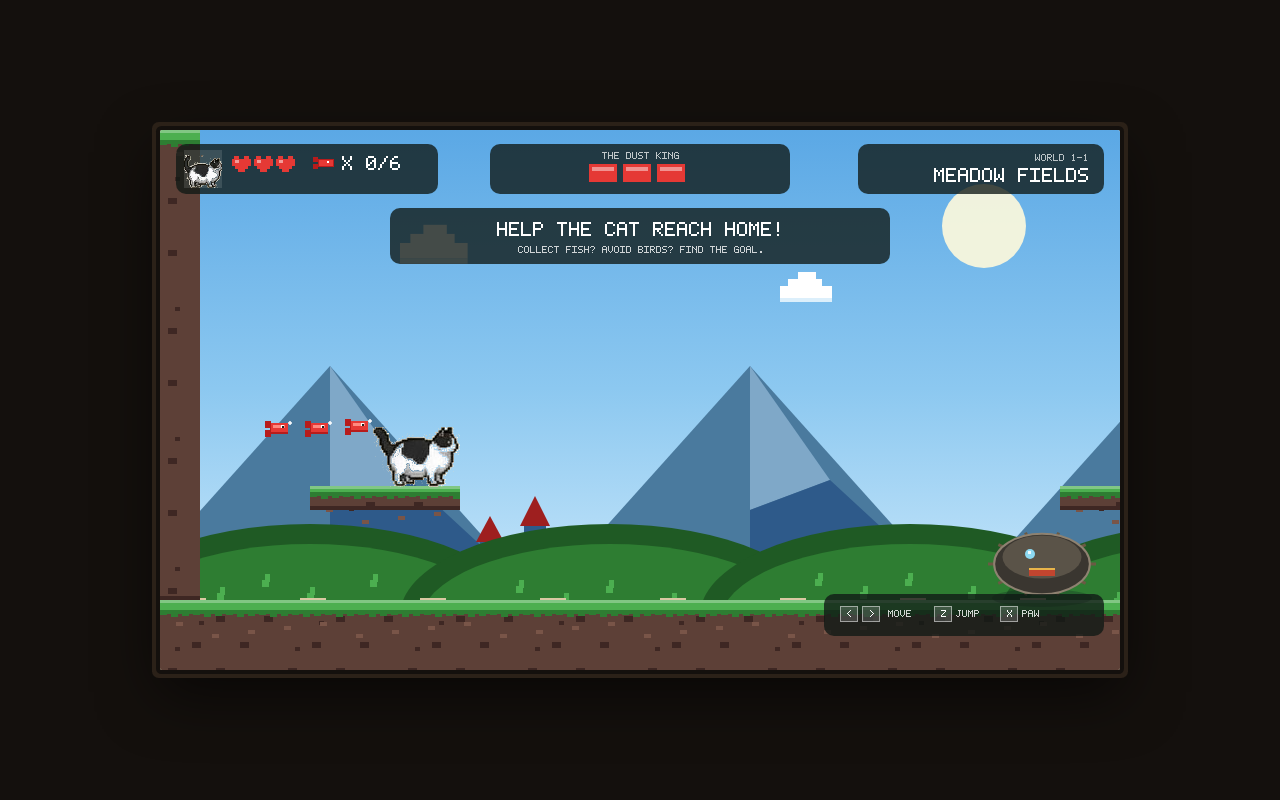 X 0/6
THE DUST KING
WORLD 1-1
MEADOW FIELDS
HELP THE CAT REACH HOME!
COLLECT FISH? AVOID BIRDS? FIND THE GOAL.
< > MOVE Z JUMP X PAW